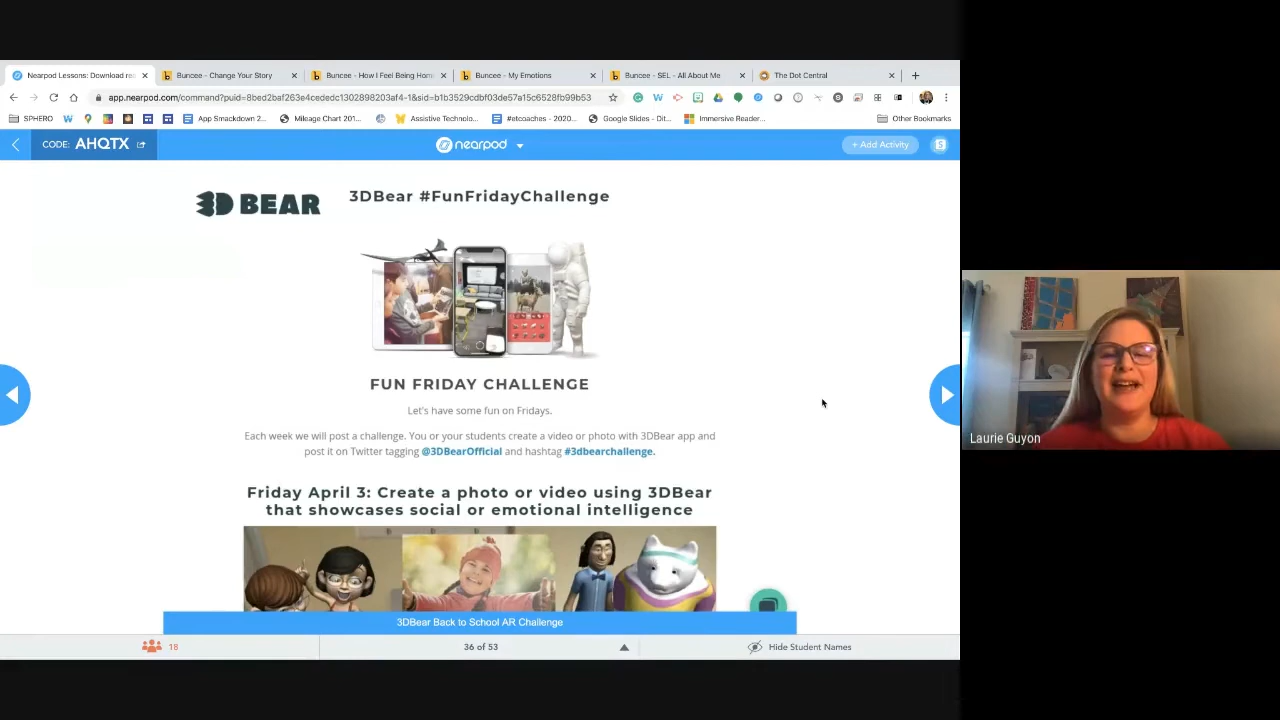 Nearpod Lessons: Download rea
Buncee - Change Your Story
Buncee - How I Feel Being Hom
Buncee - My Emotions
Buncee - SEL - All About Me
The Dot Central
app.nearpod.com/command?puid=8bed2baf263e4cededc1302898203af4-1&sid=b1b3529cdbf03de57a15c6528fb99b53
SPHERO
App Smackdown 2...
Mileage Chart 201...
Assistive Technolo...
#etcoaches - 2020...
Google Slides - Dit...
Immersive Reader...
Other Bookmarks
CODE: AHQTX
nearpod
+ Add Activity
S
3D BEAR
3DBear #FunFridayChallenge
FUN FRIDAY CHALLENGE
Let's have some fun on Fridays.
Each week we will post a challenge. You or your students create a video or photo with 3DBear app and
post it on Twitter tagging @3DBearOfficial and hashtag #3dbearchallenge.
Friday April 3: Create a photo or video using 3DBear
that showcases social or emotional intelligence
3DBear Back to School AR Challenge
18
36 of 53
Hide Student Names
Laurie Guyon